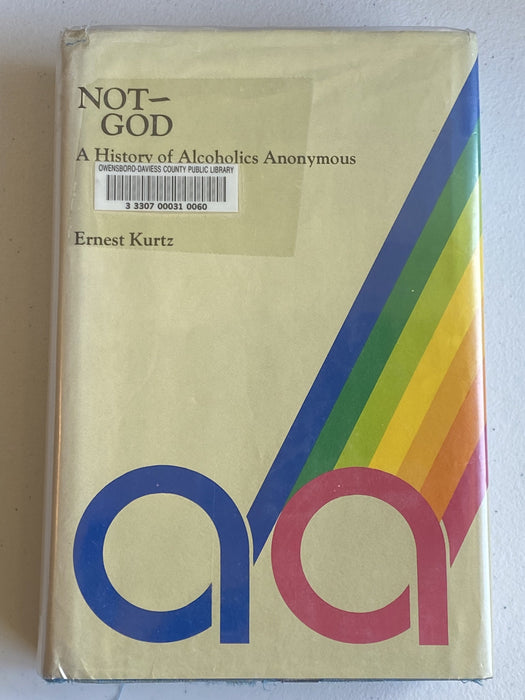 NOT-
GOD
A History of Alcoholics Anonymous
OWENSBORO-DAVIESS COUNTY PUBLIC LIBRARY
3 3307 00031 0060
Ernest Kurtz
aa